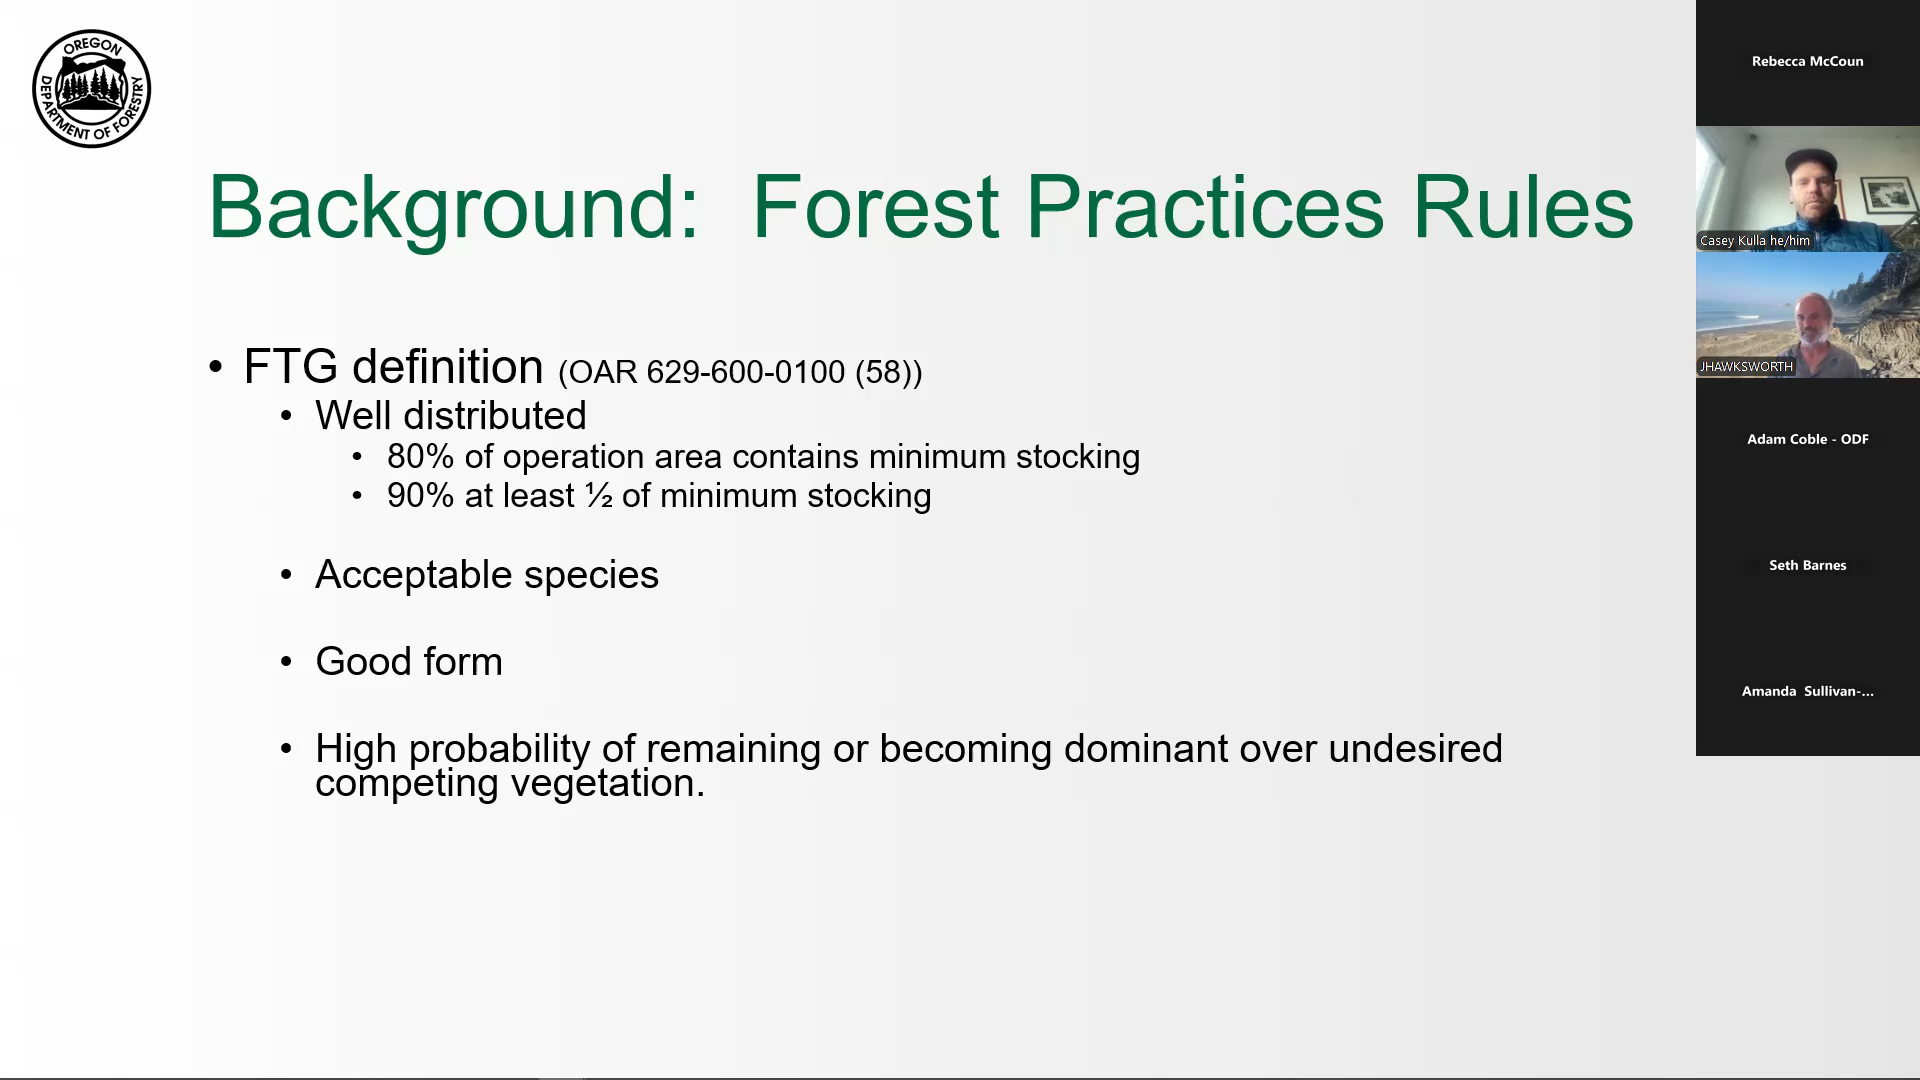 OREGON
DEPARTMENT OF FORESTRY
Background:  Forest Practices Rules
• FTG definition (OAR 629-600-0100 (58))
• Well distributed
• 80% of operation area contains minimum stocking
• 90% at least ½ of minimum stocking
• Acceptable species
• Good form
• High probability of remaining or becoming dominant over undesired
competing vegetation.
Rebecca McCoun
Casey Kulla he/him
JHAWKSWORTH
Adam Coble - ODF
Seth Barnes
Amanda  Sullivan-...